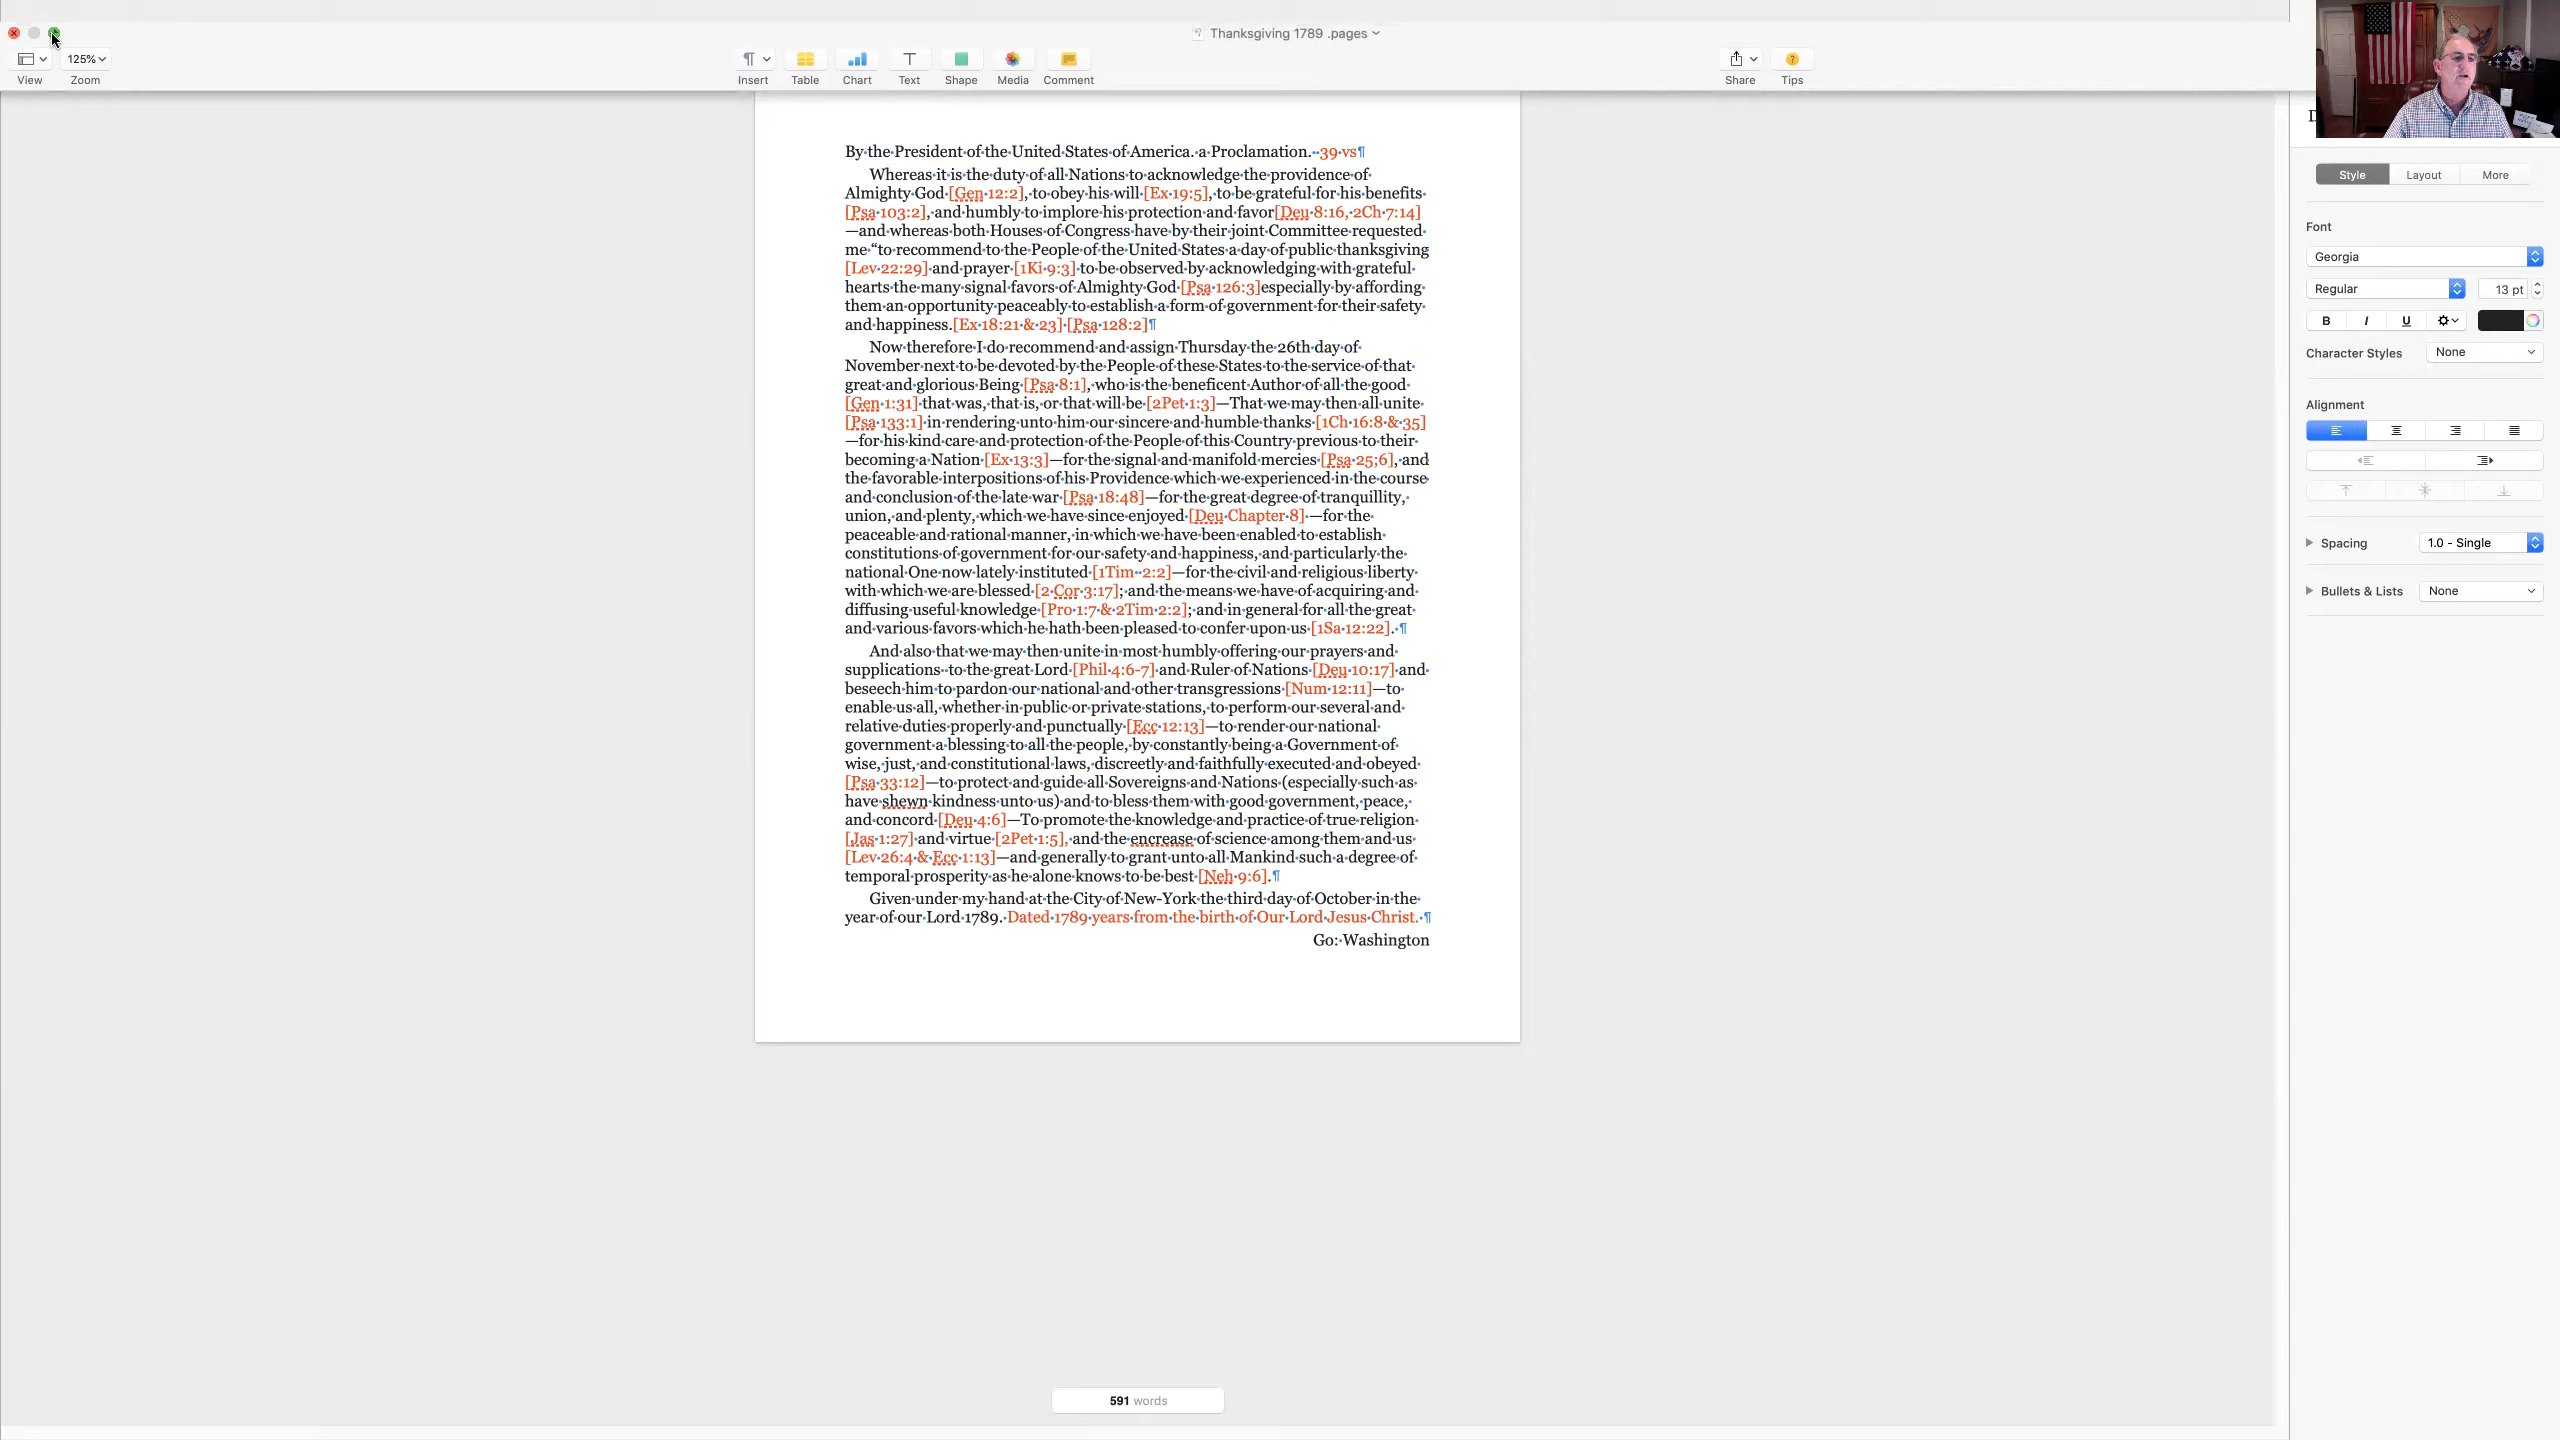 Thanksgiving 1789 .pages
125%
View
Zoom
Insert
Table
Chart
Text
Shape
Media
Comment
Share
Tips
By the President of the United States of America. a Proclamation. 39 vs¶
Whereas it is the duty of all Nations to acknowledge the providence of
Almighty God [Gen 12:2], to obey his will [Ex 19:5], to be grateful for his benefits
[Psa 103:2], and humbly to implore his protection and favor[Deu 8:16, 2Ch 7:14]
—and whereas both Houses of Congress have by their joint Committee requested
me “to recommend to the People of the United States a day of public thanksgiving
[Lev 22:29] and prayer [1Ki 9:3] to be observed by acknowledging with grateful
hearts the many signal favors of Almighty God [Psa 126:3]especially by affording
them an opportunity peaceably to establish a form of government for their safety
and happiness.[Ex 18:21 & 23] [Psa 128:2]¶
Now therefore I do recommend and assign Thursday the 26th day of
November next to be devoted by the People of these States to the service of that
great and glorious Being [Psa 8:1], who is the beneficent Author of all the good
[Gen 1:31] that was, that is, or that will be [2Pet 1:3]—That we may then all unite
[Psa 133:1] in rendering unto him our sincere and humble thanks [1Ch 16:8 & 35]
—for his kind care and protection of the People of this Country previous to their
becoming a Nation [Ex 13:3]—for the signal and manifold mercies [Psa 25;6], and
the favorable interpositions of his Providence which we experienced in the course
and conclusion of the late war [Psa 18:48]—for the great degree of tranquillity,
union, and plenty, which we have since enjoyed [Deu Chapter 8] —for the
peaceable and rational manner, in which we have been enabled to establish
constitutions of government for our safety and happiness, and particularly the
national One now lately instituted [1Tim  2:2]—for the civil and religious liberty
with which we are blessed [2 Cor 3:17]; and the means we have of acquiring and
diffusing useful knowledge [Pro 1:7 & 2Tim 2:2]; and in general for all the great
and various favors which he hath been pleased to confer upon us [1Sa 12:22]. ¶
And also that we may then unite in most humbly offering our prayers and
supplications  to the great Lord [Phil 4:6-7] and Ruler of Nations [Deu 10:17] and
beseech him to pardon our national and other transgressions [Num 12:11]—to
enable us all, whether in public or private stations, to perform our several and
relative duties properly and punctually [Ecc 12:13]—to render our national
government a blessing to all the people, by constantly being a Government of
wise, just, and constitutional laws, discreetly and faithfully executed and obeyed
[Psa 33:12]—to protect and guide all Sovereigns and Nations (especially such as
have shewn kindness unto us) and to bless them with good government, peace,
and concord [Deu 4:6]—To promote the knowledge and practice of true religion
[Jas 1:27] and virtue [2Pet 1:5], and the encrease of science among them and us
[Lev 26:4 & Ecc 1:13]—and generally to grant unto all Mankind such a degree of
temporal prosperity as he alone knows to be best [Neh 9:6].¶
Given under my hand at the City of New-York the third day of October in the
year of our Lord 1789. Dated 1789 years from the birth of Our Lord Jesus Christ. ¶
Go: Washington
591 words
Style
Layout
More
Font
Georgia
Regular
13 pt
B
I
U
Character Styles
None
Alignment
Spacing
1.0 - Single
Bullets & Lists
None